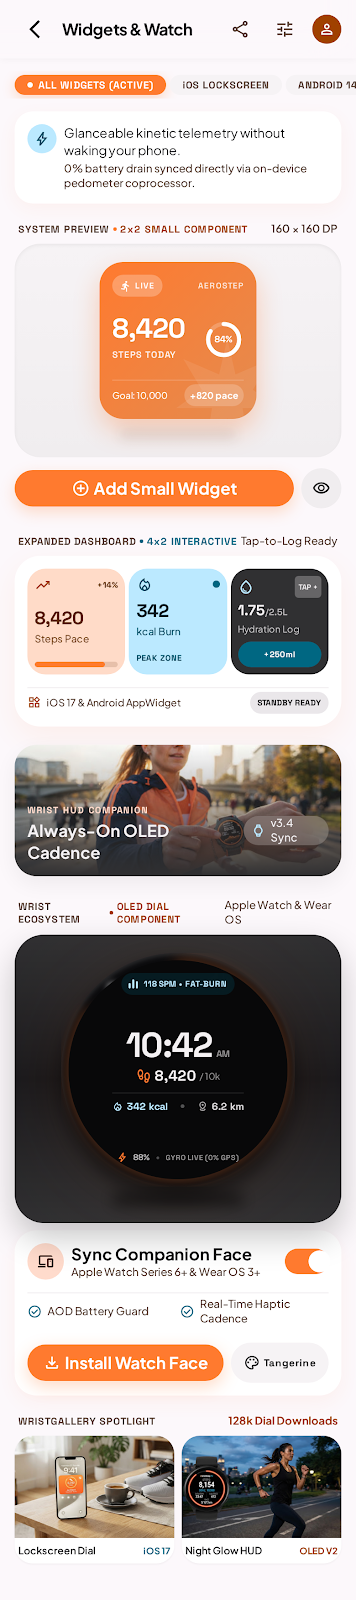 Widgets & Watch
ALL WIDGETS (ACTIVE)
iOS LOCKSCREEN
ANDROID 14
Glanceable kinetic telemetry without
waking your phone.
0% battery drain synced directly via on-device
pedometer coprocessor.
SYSTEM PREVIEW • 2x2 SMALL COMPONENT
160 × 160 DP
LIVE
AEROSTEP
8,420
84%
STEPS TODAY
Goal: 10,000
+820 pace
Add Small Widget
EXPANDED DASHBOARD • 4x2 INTERACTIVE
Tap-to-Log Ready
+14%
8,420
Steps Pace
342
kcal Burn
PEAK ZONE
TAP +
1.75/2.5L
Hydration Log
+250ml
iOS 17 & Android AppWidget
STANDBY READY
WRIST HUD COMPANION
Always-On OLED
Cadence
v3.4
Sync
WRIST
ECOSYSTEM
• OLED DIAL
COMPONENT
Apple Watch & Wear
OS
118 SPM • FAT-BURN
10:42 AM
8,420 /10k
342 kcal • 6.2 km
88% • GYRO LIVE (0% GPS)
Sync Companion Face
Apple Watch Series 6+ & Wear OS 3+
AOD Battery Guard
Real-Time Haptic
Cadence
Install Watch Face
Tangerine
WRISTGALLERY SPOTLIGHT
128k Dial Downloads
9:41
8,154
Lockscreen Dial
iOS 17
Night Glow HUD
OLED V2